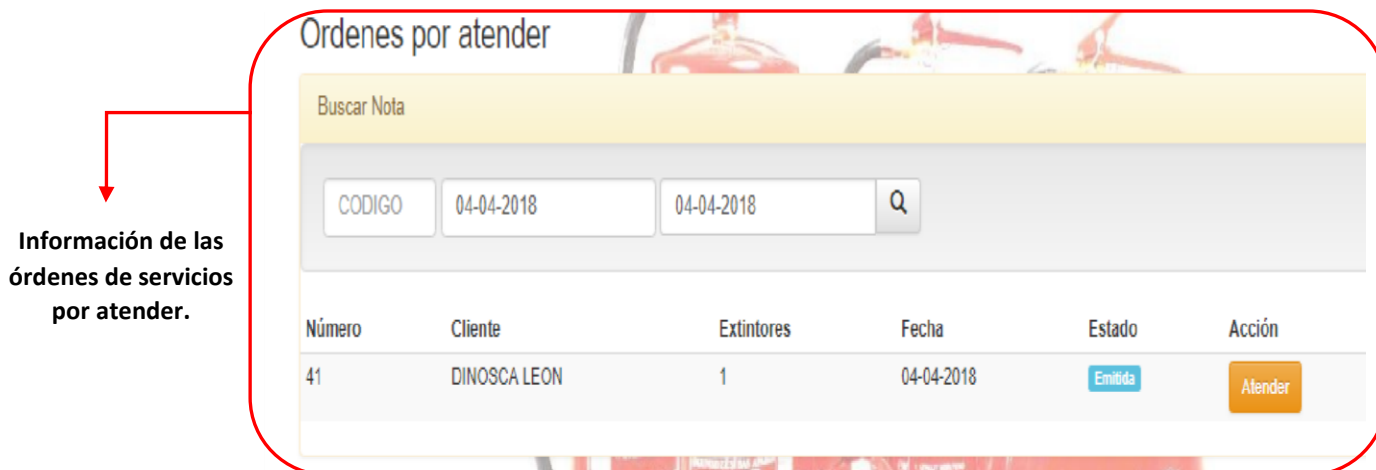 Ordenes por atender
Buscar Nota
CODIGO 04-04-2018 04-04-2018
Información de las
órdenes de servicios
por atender.
Número Cliente Extintores Fecha Estado Acción
41 DINOSCA LEON 1 04-04-2018 Emitida Atender